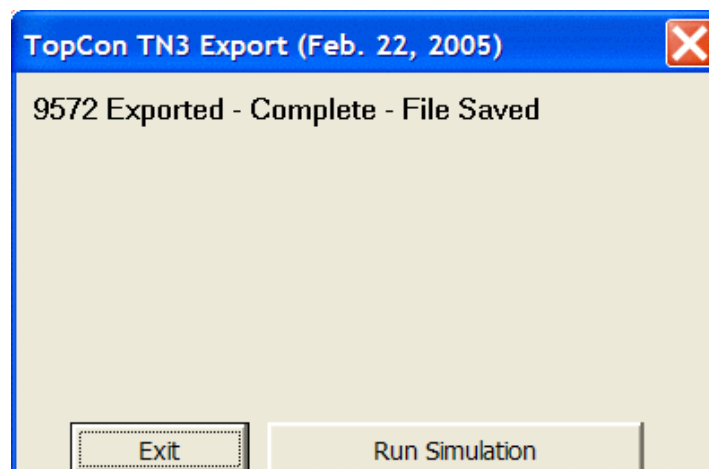 TopCon TN3 Export (Feb. 22, 2005)
9572 Exported - Complete - File Saved
Exit
Run Simulation